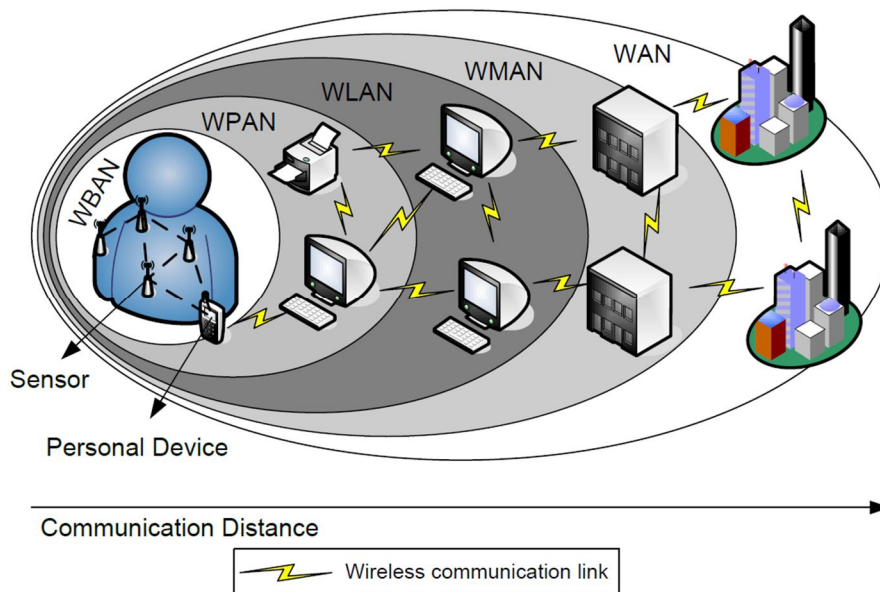 WAN
WMAN
WLAN
WPAN
WBAN
Sensor
Personal Device
Communication Distance
Wireless communication link